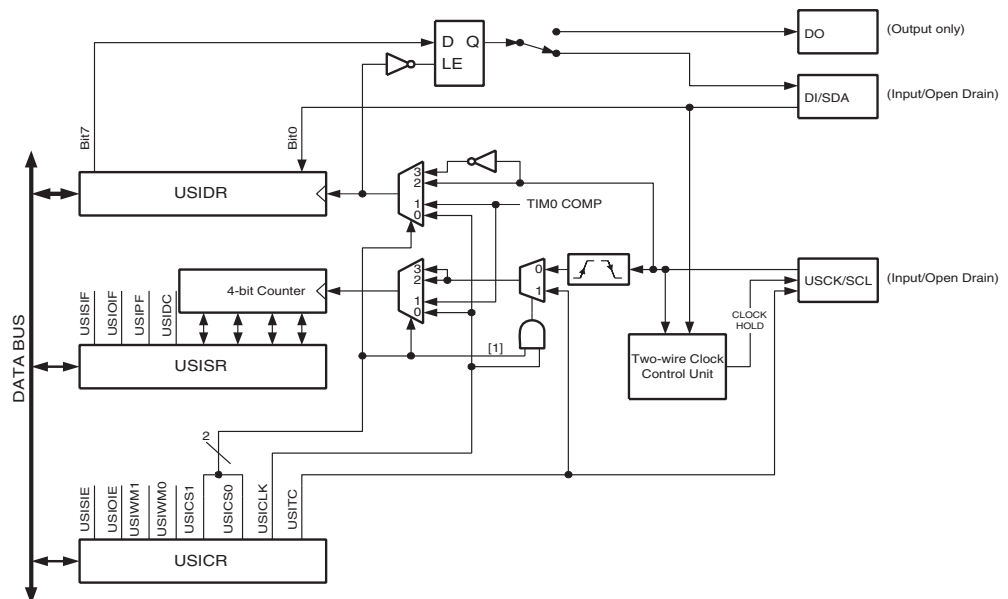 D Q
LE
DO
(Output only)
DI/SDA
(Input/Open Drain)
Bit7
Bit0
USIDR
3
2
1
0
TIM0 COMP
4-bit Counter
3
2
1
0
0
1
USCK/SCL
(Input/Open Drain)
CLOCK
HOLD
USISIF
USIOIF
USIPF
USIDC
[1]
USISR
Two-wire Clock
Control Unit
DATA BUS
2
USISIE
USIOIE
USIWM1
USIWM0
USICS1
USICS0
USICLK
USITC
USICR